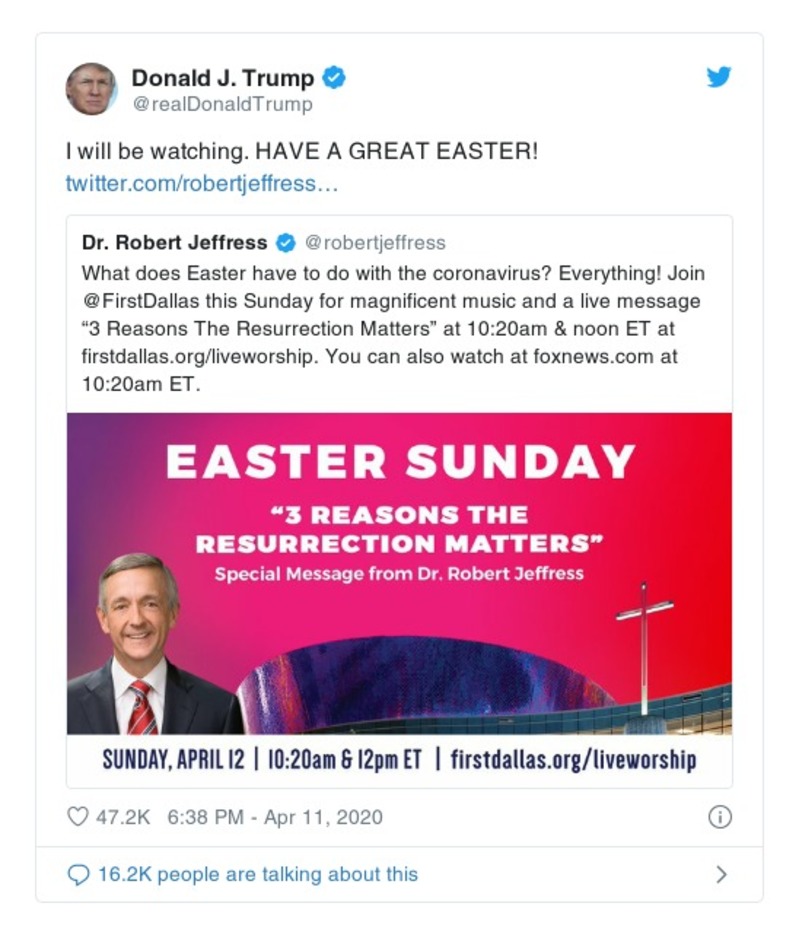 Donald J. Trump
@realDonaldTrump
I will be watching. HAVE A GREAT EASTER!
twitter.com/robertjeffress…
Dr. Robert Jeffress @robertjeffress
What does Easter have to do with the coronavirus? Everything! Join
@FirstDallas this Sunday for magnificent music and a live message
“3 Reasons The Resurrection Matters” at 10:20am & noon ET at
firstdallas.org/liveworship. You can also watch at foxnews.com at
10:20am ET.
EASTER SUNDAY
“3 REASONS THE
RESURRECTION MATTERS”
Special Message from Dr. Robert Jeffress
SUNDAY, APRIL 12 | 10:20am & 12pm ET | firstdallas.org/liveworship
47.2K 6:38 PM - Apr 11, 2020
16.2K people are talking about this